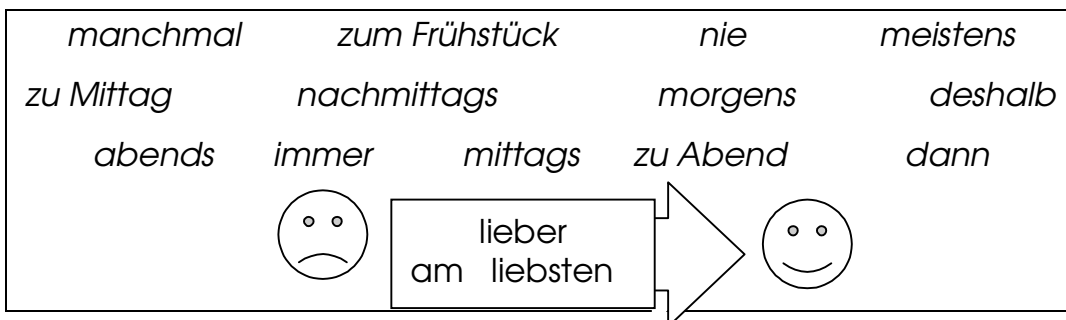 manchmal zum Frühstück nie meistens
zu Mittag nachmittags morgens deshalb
abends immer mittags zu Abend dann
lieber
am liebsten